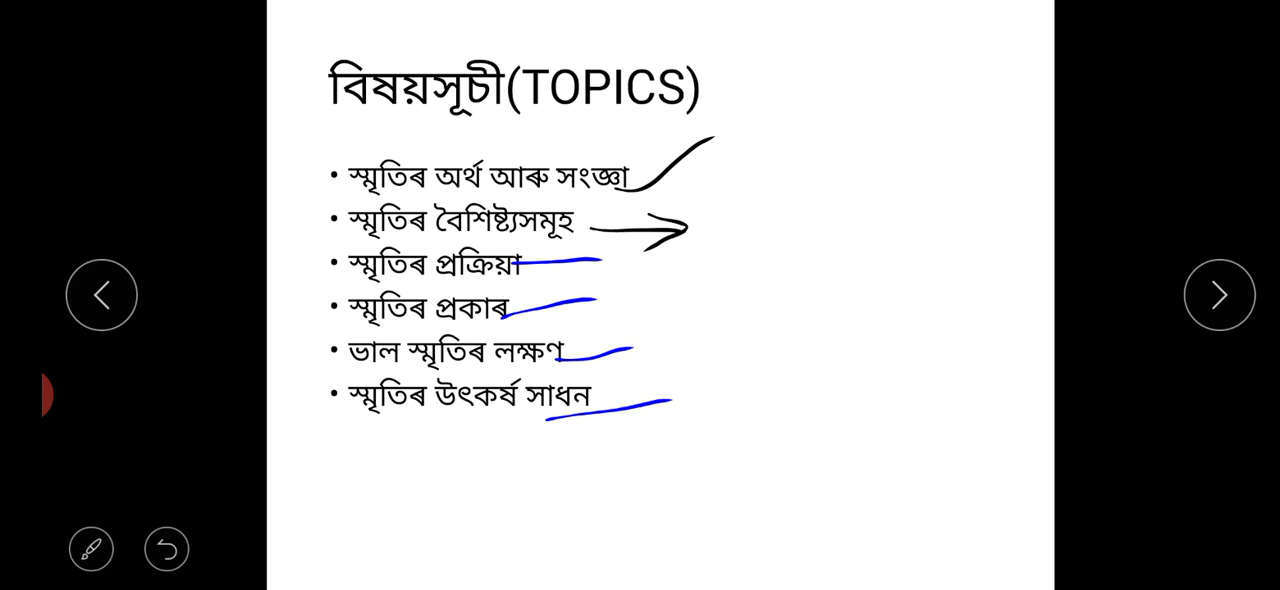 বিষয়সূচী(TOPICS)
• স্মৃতিৰ অৰ্থ আৰু সংজ্ঞা
• স্মৃতিৰ বৈশিষ্ট্যসমূহ
• স্মৃতিৰ প্ৰক্ৰিয়া
• স্মৃতিৰ প্ৰকাৰ
• ভাল স্মৃতিৰ লক্ষণ
• স্মৃতিৰ উৎকৰ্ষ সাধন